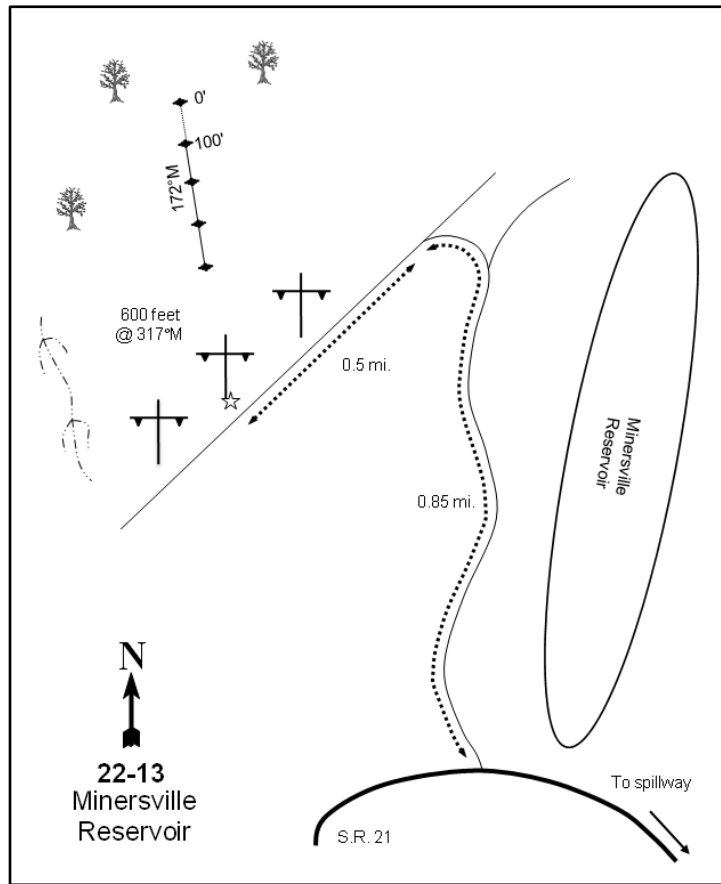 0'
100'
172°M
600 feet
@ 317°M
0.5 mi.
0.85 mi.
Minersville
Reservoir
N
22-13
Minersville
Reservoir
To spillway
S.R. 21